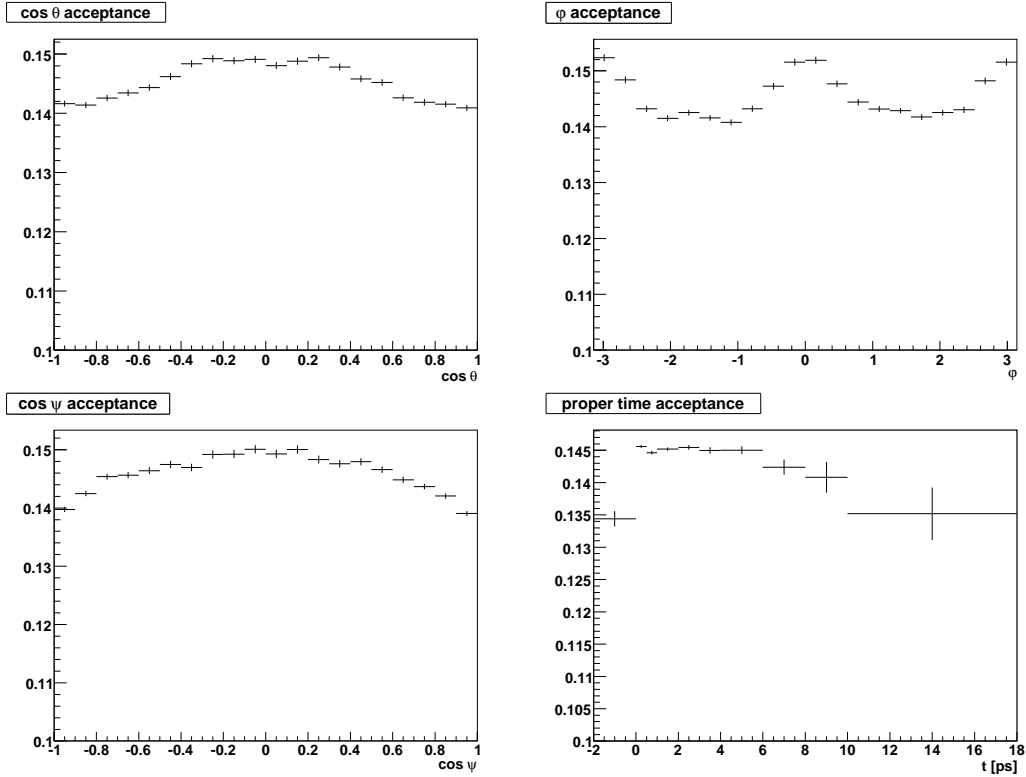 cos θ acceptance
0.15
0.14
0.13
0.12
0.11
0.1
-1 -0.8 -0.6 -0.4 -0.2 0 0.2 0.4 0.6 0.8 1
cos θ
φ acceptance
0.15
0.14
0.13
0.12
0.11
0.1
-3 -2 -1 0 1 2 3
φ
cos ψ acceptance
0.15
0.14
0.13
0.12
0.11
0.1
-1 -0.8 -0.6 -0.4 -0.2 0 0.2 0.4 0.6 0.8 1
cos ψ
proper time acceptance
0.145
0.14
0.135
0.13
0.125
0.12
0.115
0.11
0.105
0.1
-2 0 2 4 6 8 10 12 14 16 18
t [ps]